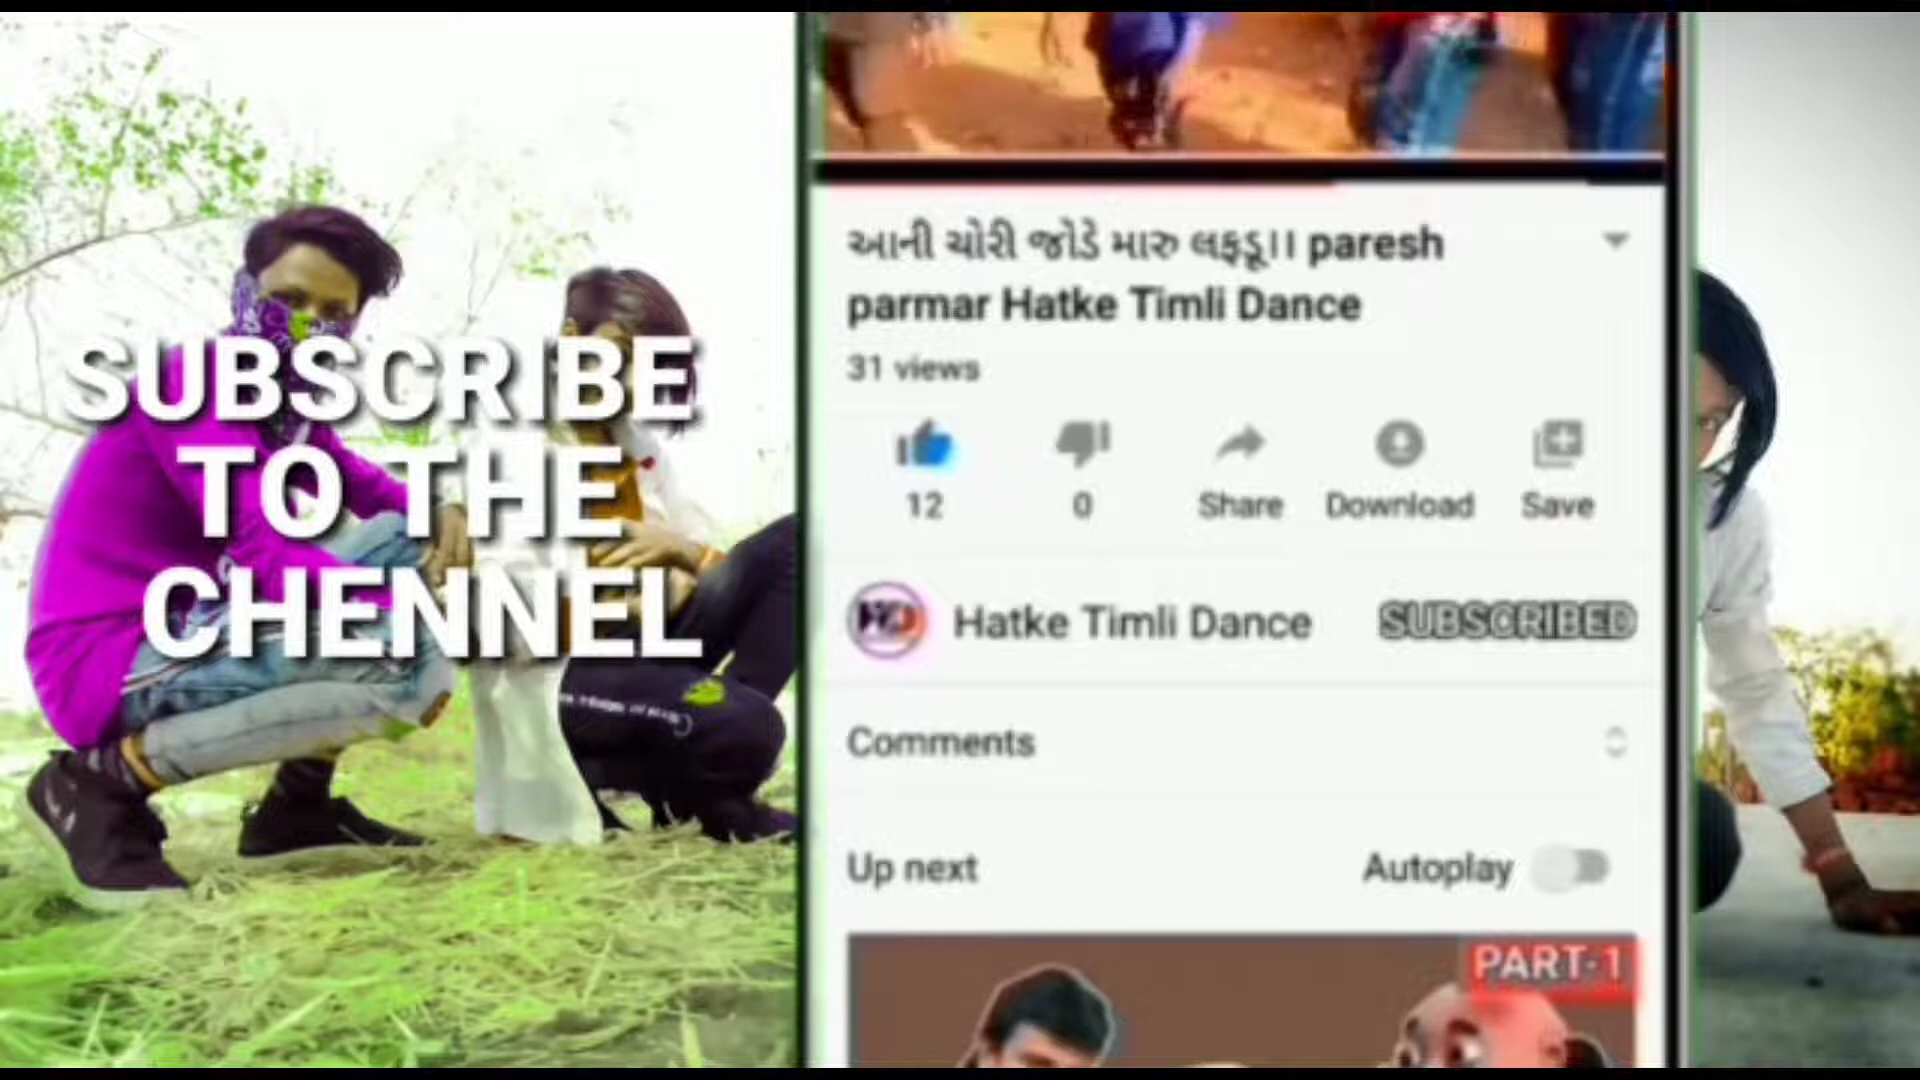 SUBSCRIBE
TO THE
CHENNEL
આની ચોરી જોડે મારુ લફડૂ।। paresh
parmar Hatke Timli Dance
31 views
12
0
Share
Download
Save
Hatke Timli Dance
SUBSCRIBED
Comments
Up next
Autoplay
PART-1